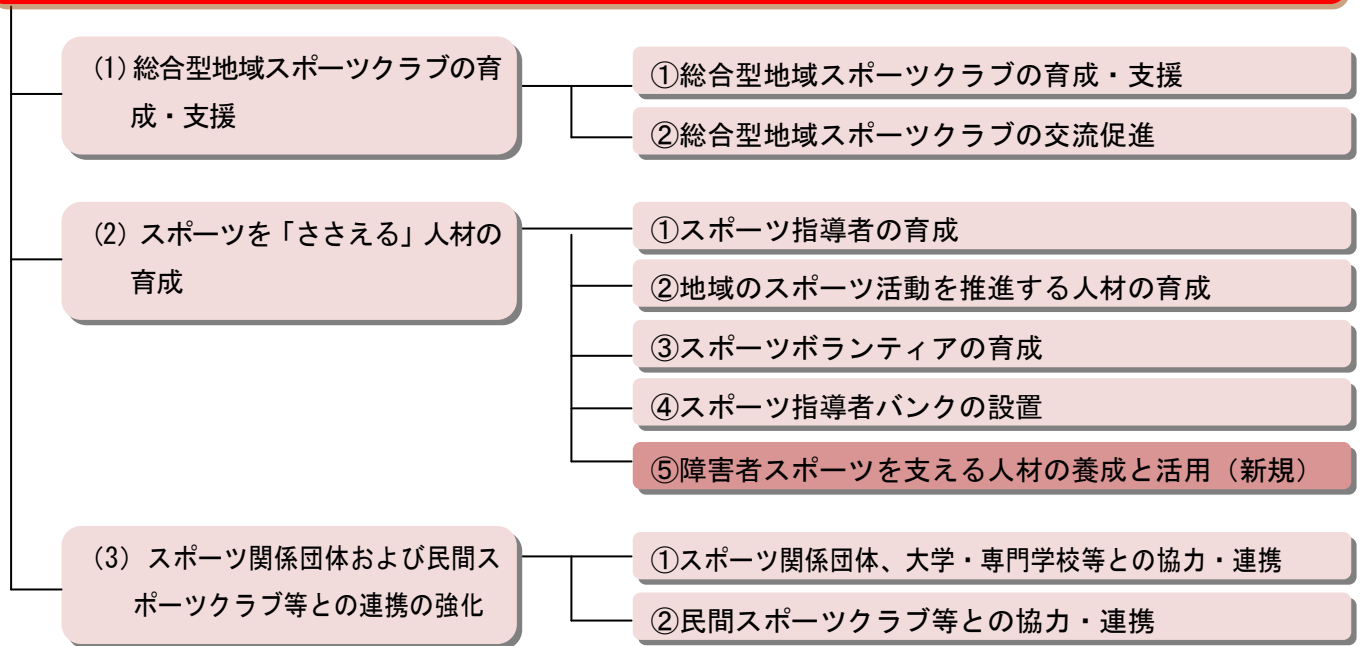 (1) 総合型地域スポーツクラブの育
成・支援
①総合型地域スポーツクラブの育成・支援
②総合型地域スポーツクラブの交流促進
(2) スポーツを「ささえる」人材の
育成
①スポーツ指導者の育成
②地域のスポーツ活動を推進する人材の育成
③スポーツボランティアの育成
④スポーツ指導者バンクの設置
⑤障害者スポーツを支える人材の養成と活用（新規）
(3) スポーツ関係団体および民間ス
ポーツクラブ等との連携の強化
①スポーツ関係団体、大学・専門学校等との協力・連携
②民間スポーツクラブ等との協力・連携